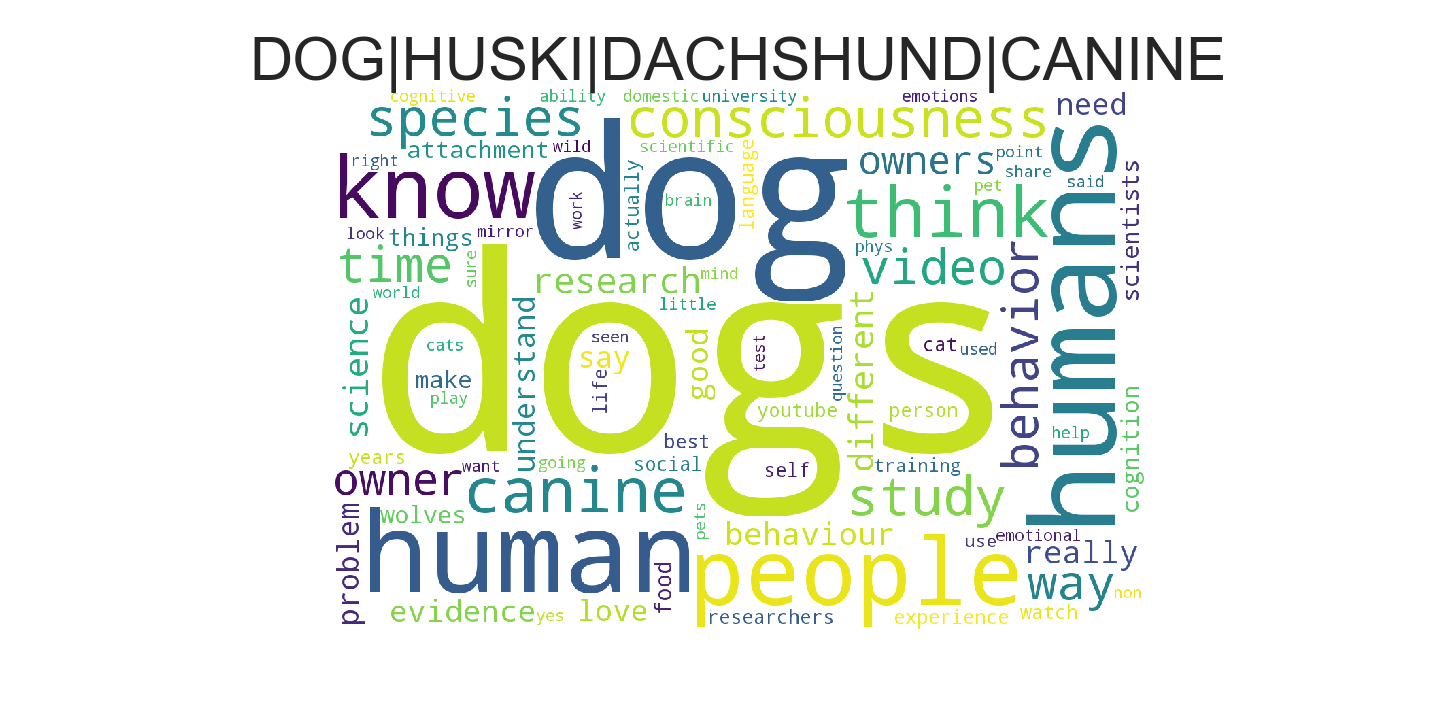 DOG|HUSKI|DACHSHUND|CANINE
cognitive
ability
domestic
university
emotions
species
consciousness
need
attachment
wild
scientific
language
owners
point
right
know
dog
humans
share
said
scientists
work
actually
brain
pet
think
look
things
mirror
phys
time
sure
research
mind
video
behavior
world
science
understand
little
dogs
different
question
good
test
seen
cats
say
cat
used
make
life
play
youtube
person
cognition
help
best
years
want
going
social
self
training
owner
canine
study
wolves
problem
pets
behaviour
use
emotional
human
people
really
food
way
non
evidence
yes
love
researchers
experience
watch